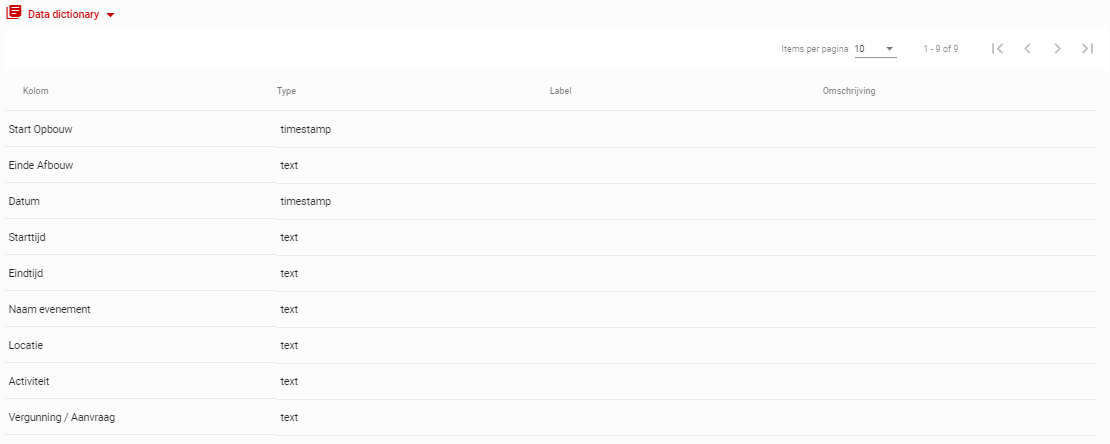 Data dictionary
Items per pagina 10 1 - 9 of 9
Kolom Type Label Omschrijving
Start Opbouw timestamp
Einde Afbouw text
Datum timestamp
Starttijd text
Eindtijd text
Naam evenement text
Locatie text
Activiteit text
Vergunning / Aanvraag text